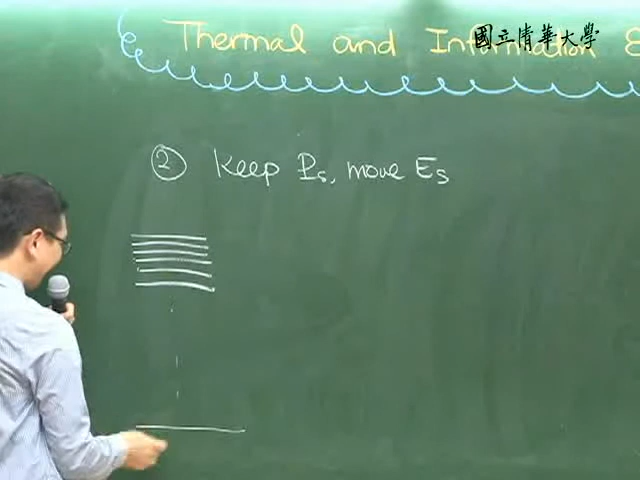 Thermal and Information E
國立清華大學
② Keep Ps, move Es